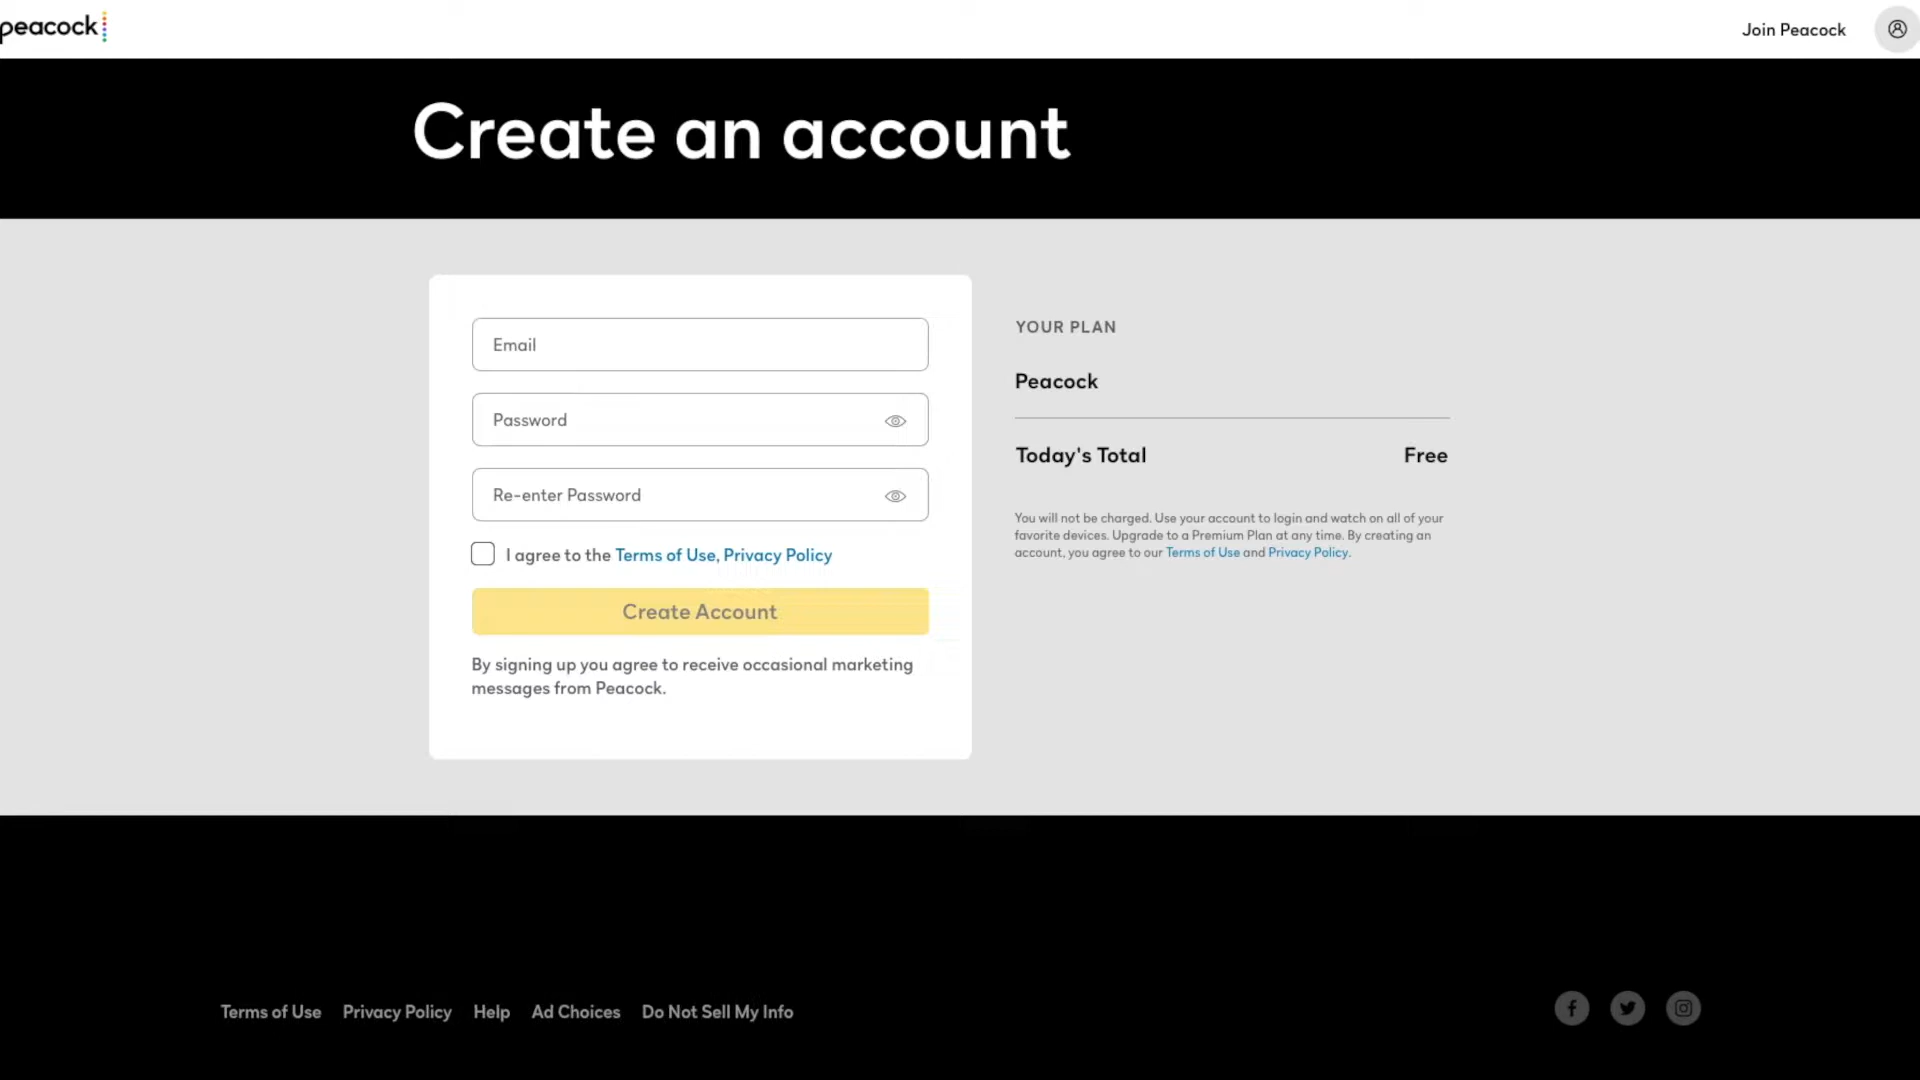 peacock
Join Peacock
Create an account
Email
Password
Re-enter Password
I agree to the Terms of Use, Privacy Policy
Create Account
By signing up you agree to receive occasional marketing
messages from Peacock.
YOUR PLAN
Peacock
Today's Total Free
You will not be charged. Use your account to login and watch on all of your
favorite devices. Upgrade to a Premium Plan at any time. By creating an
account, you agree to our Terms of Use and Privacy Policy.
Terms of Use Privacy Policy Help Ad Choices Do Not Sell My Info